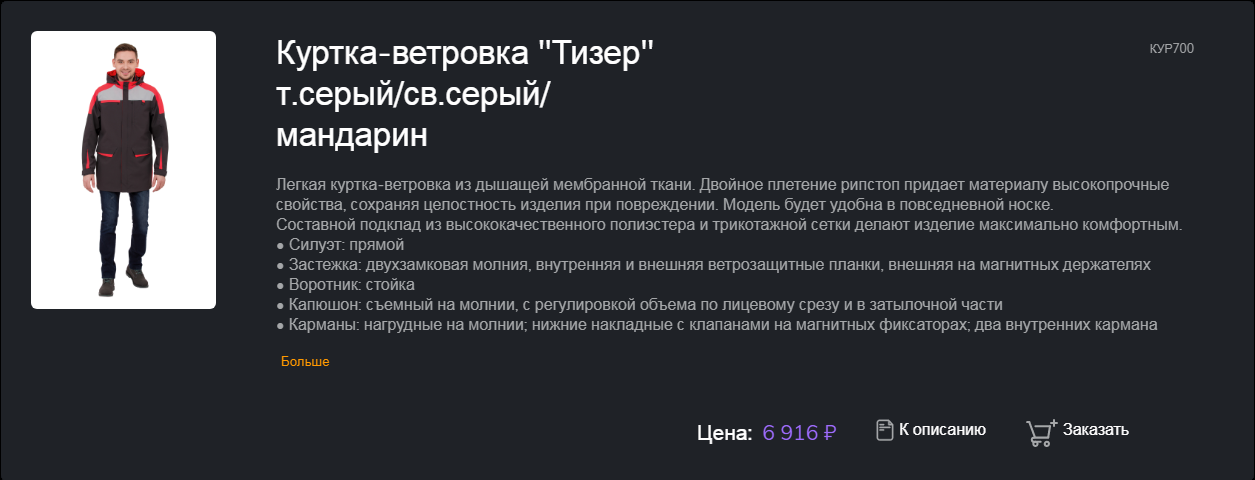 Куртка-ветровка "Тизер"
т.серый/св.серый/
мандарин
КУР700
Легкая куртка-ветровка из дышащей мембранной ткани. Двойное плетение рипстоп придает материалу высокопрочные
свойства, сохраняя целостность изделия при повреждении. Модель будет удобна в повседневной носке.
Составной подклад из высококачественного полиэстера и трикотажной сетки делают изделие максимально комфортным.
● Силуэт: прямой
● Застежка: двухзамковая молния, внутренняя и внешняя ветрозащитные планки, внешняя на магнитных держателях
● Воротник: стойка
● Капюшон: съемный на молнии, с регулировкой объема по лицевому срезу и в затылочной части
● Карманы: нагрудные на молнии; нижние накладные с клапанами на магнитных фиксаторах; два внутренних кармана
Больше
Цена: 6 916 ₽ К описанию Заказать